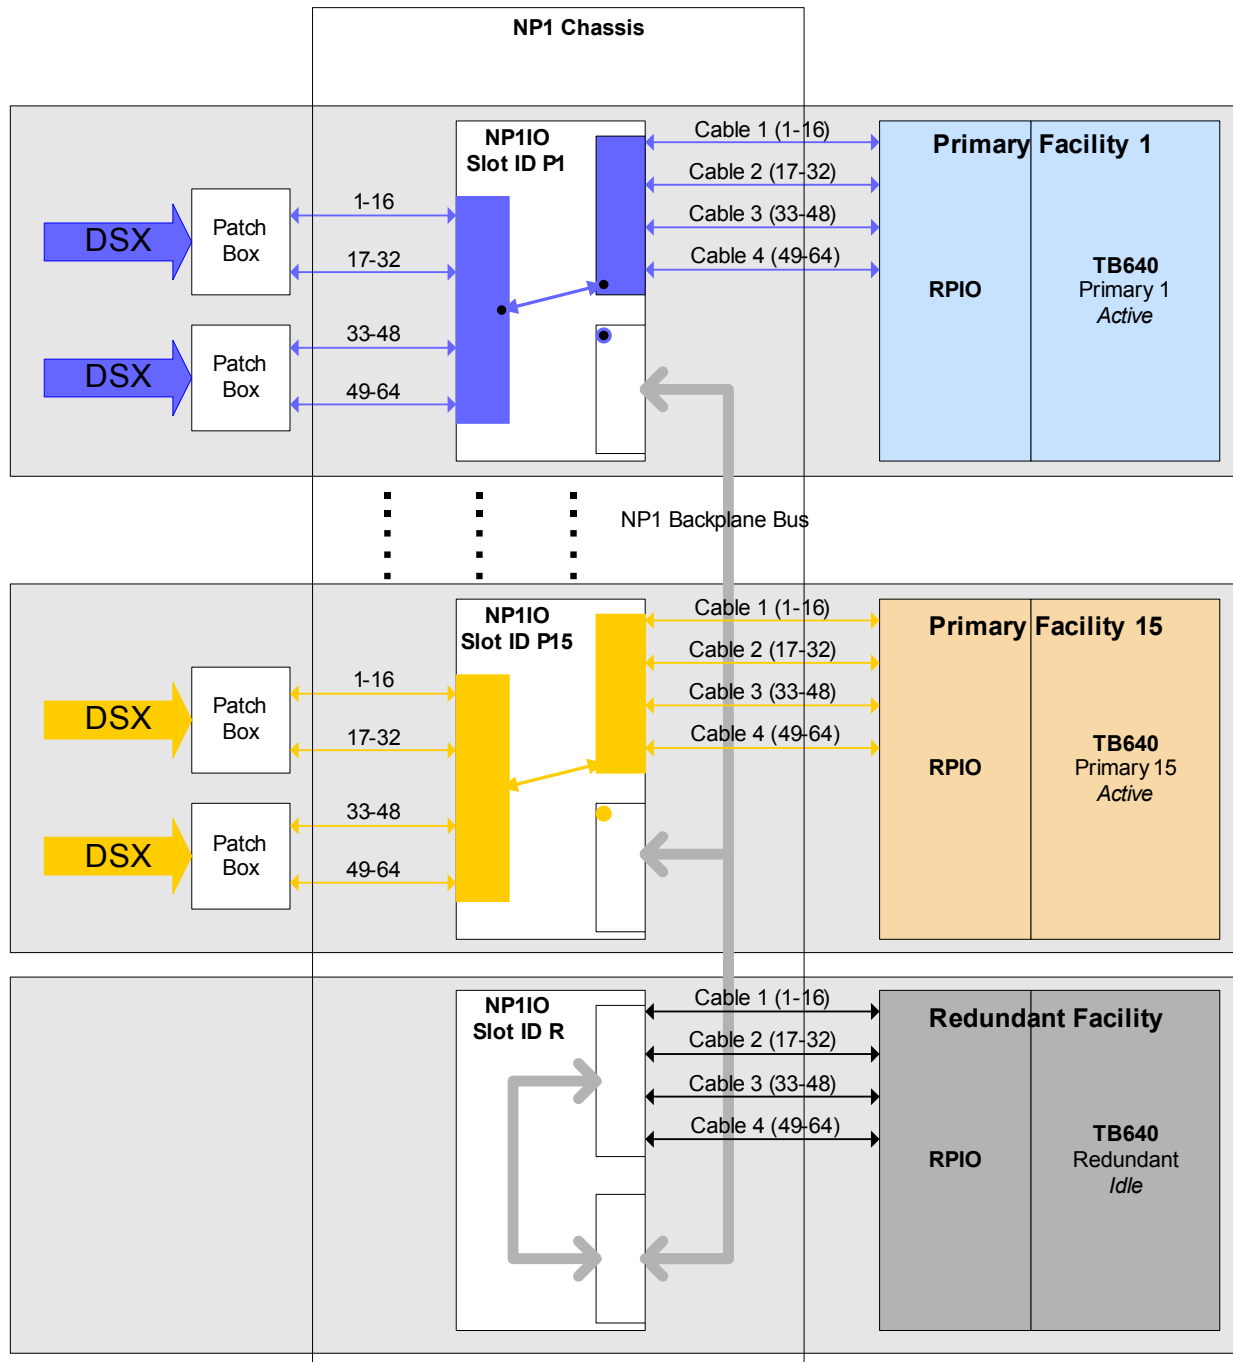 NP1 Chassis
NP1IO
Slot ID P1
Cable 1 (1-16)
Cable 2 (17-32)
Cable 3 (33-48)
Cable 4 (49-64)
Primary Facility 1
DSX
Patch
Box
1-16
17-32
RPIO
TB640
Primary 1
Active
DSX
Patch
Box
33-48
49-64
NP1 Backplane Bus
NP1IO
Slot ID P15
Cable 1 (1-16)
Cable 2 (17-32)
Cable 3 (33-48)
Cable 4 (49-64)
Primary Facility 15
DSX
Patch
Box
1-16
17-32
RPIO
TB640
Primary 15
Active
DSX
Patch
Box
33-48
49-64
NP1IO
Slot ID R
Cable 1 (1-16)
Cable 2 (17-32)
Cable 3 (33-48)
Cable 4 (49-64)
Redundant Facility
RPIO
TB640
Redundant
Idle